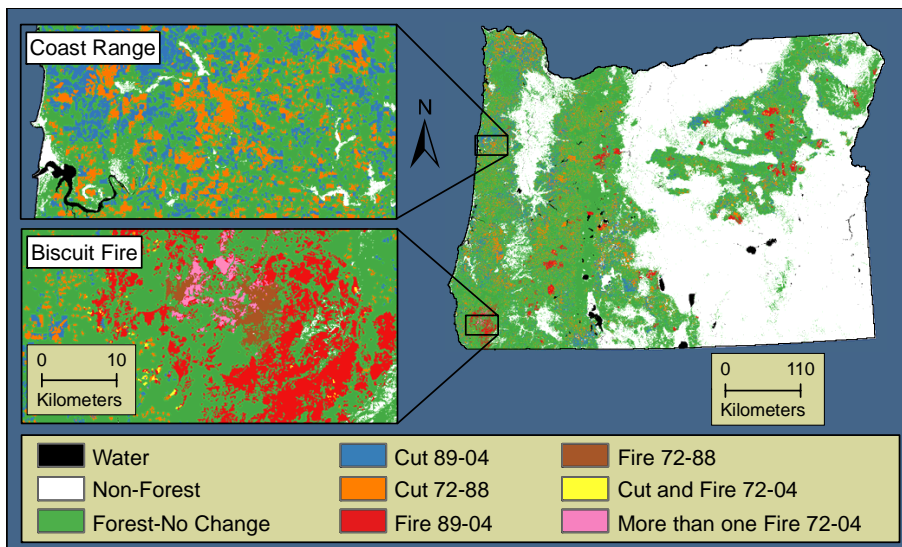 Coast Range
N
Biscuit Fire
0 10
Kilometers
0 110
Kilometers
Water
Non-Forest
Forest-No Change
Cut 89-04
Cut 72-88
Fire 89-04
Fire 72-88
Cut and Fire 72-04
More than one Fire 72-04